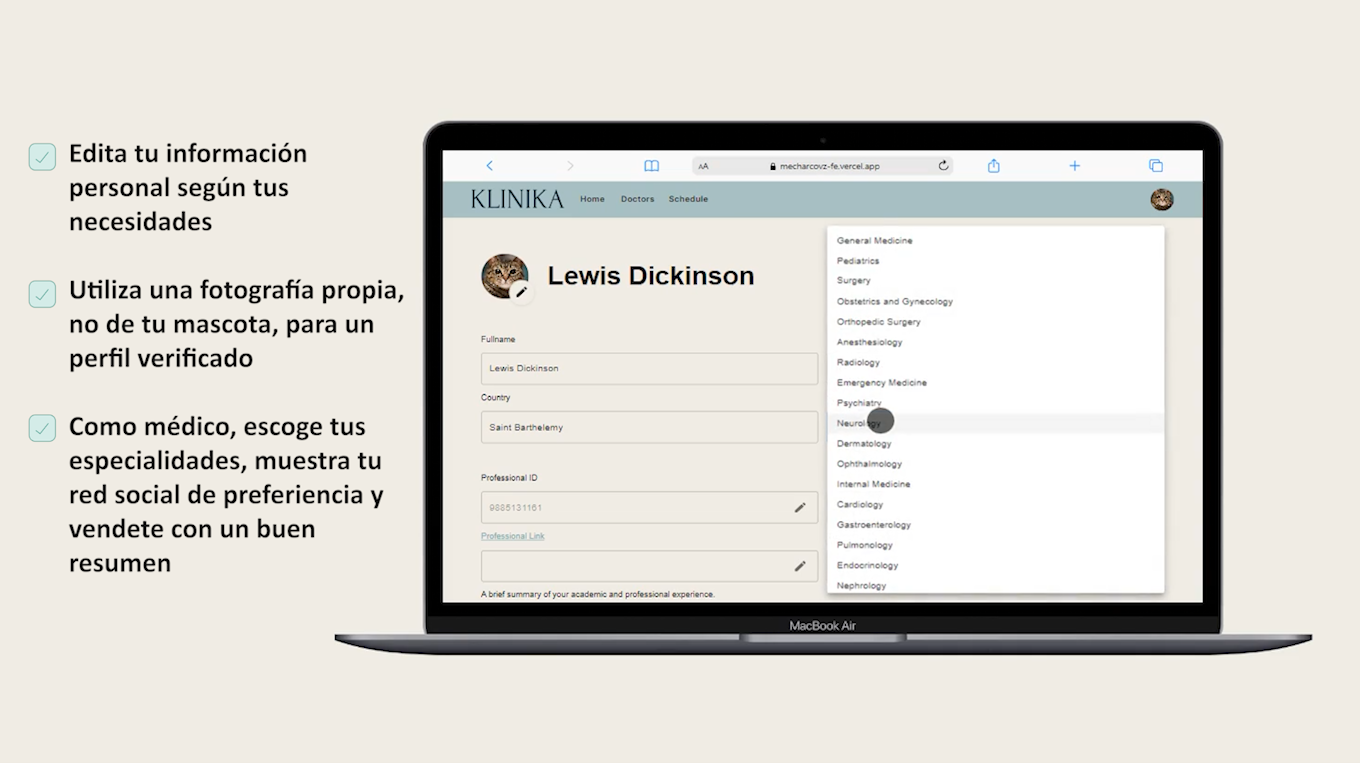 Edita tu información
personal según tus
necesidades
Utiliza una fotografía propia,
no de tu mascota, para un
perfil verificado
Como médico, escoge tus
especialidades, muestra tu
red social de preferiencia y
vendete con un buen
resumen
AA
mecharcovz-fe.vercel.app
KLINIKA Home Doctors Schedule
Lewis Dickinson
Fullname
Lewis Dickinson
Country
Saint Barthelemy
Professional ID
9885131161
Professional Link
A brief summary of your academic and professional experience.
General Medicine
Pediatrics
Surgery
Obstetrics and Gynecology
Orthopedic Surgery
Anesthesiology
Radiology
Emergency Medicine
Psychiatry
Neurology
Dermatology
Ophthalmology
Internal Medicine
Cardiology
Gastroenterology
Pulmonology
Endocrinology
Nephrology
MacBook Air